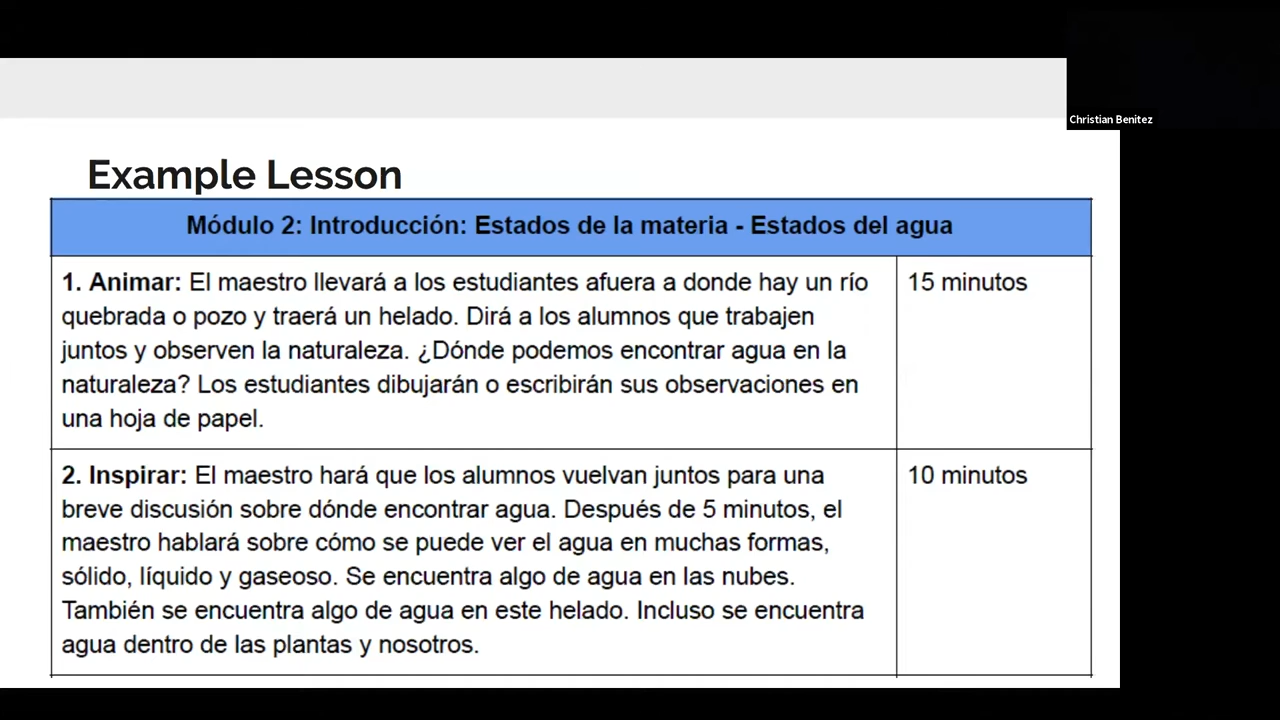 Christian Benitez
Example Lesson
Módulo 2: Introducción: Estados de la materia - Estados del agua
1. Animar: El maestro llevará a los estudiantes afuera a donde hay un río
quebrada o pozo y traerá un helado. Dirá a los alumnos que trabajen
juntos y observen la naturaleza. ¿Dónde podemos encontrar agua en la
naturaleza? Los estudiantes dibujarán o escribirán sus observaciones en
una hoja de papel.
15 minutos
2. Inspirar: El maestro hará que los alumnos vuelvan juntos para una
breve discusión sobre dónde encontrar agua. Después de 5 minutos, el
maestro hablará sobre cómo se puede ver el agua en muchas formas,
sólido, líquido y gaseoso. Se encuentra algo de agua en las nubes.
También se encuentra algo de agua en este helado. Incluso se encuentra
agua dentro de las plantas y nosotros.
10 minutos